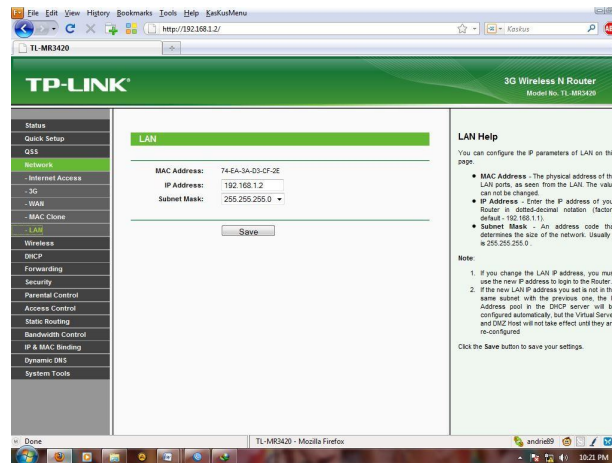 File Edit View History Bookmarks Tools Help KasKusMenu
http://192.168.1.2/
Kaskus
TL-MR3420
TP-LINK
3G Wireless N Router
Model No. TL-MR3420
Status
Quick Setup
QSS
Network
- Internet Access
- 3G
- WAN
- MAC Clone
- LAN
Wireless
DHCP
Forwarding
Security
Parental Control
Access Control
Static Routing
Bandwidth Control
IP & MAC Binding
Dynamic DNS
System Tools
LAN
MAC Address: 74-EA-3A-D3-CF-2E
IP Address: 192.168.1.2
Subnet Mask: 255.255.255.0
Save
LAN Help
You can configure the IP parameters of LAN on thi
page.
MAC Address - The physical address of th
LAN ports, as seen from the LAN. The valu
can not be changed.
IP Address - Enter the IP address of you
Router in dotted-decimal notation (factor
default - 192.168.1.1).
Subnet Mask - An address code tha
determines the size of the network. Usually
is 255.255.255.0 .
Note:
1. If you change the LAN IP address, you mus
use the new IP address to login to the Router.
2. If the new LAN IP address you set is not in th
same subnet with the previous one, the I
Address pool in the DHCP server will b
configured automatically, but the Virtual Serve
and DMZ Host will not take effect until they ar
re-configured
Click the Save button to save your settings.
Done
TL-MR3420 - Mozilla Firefox
andrie89
10:21 PM